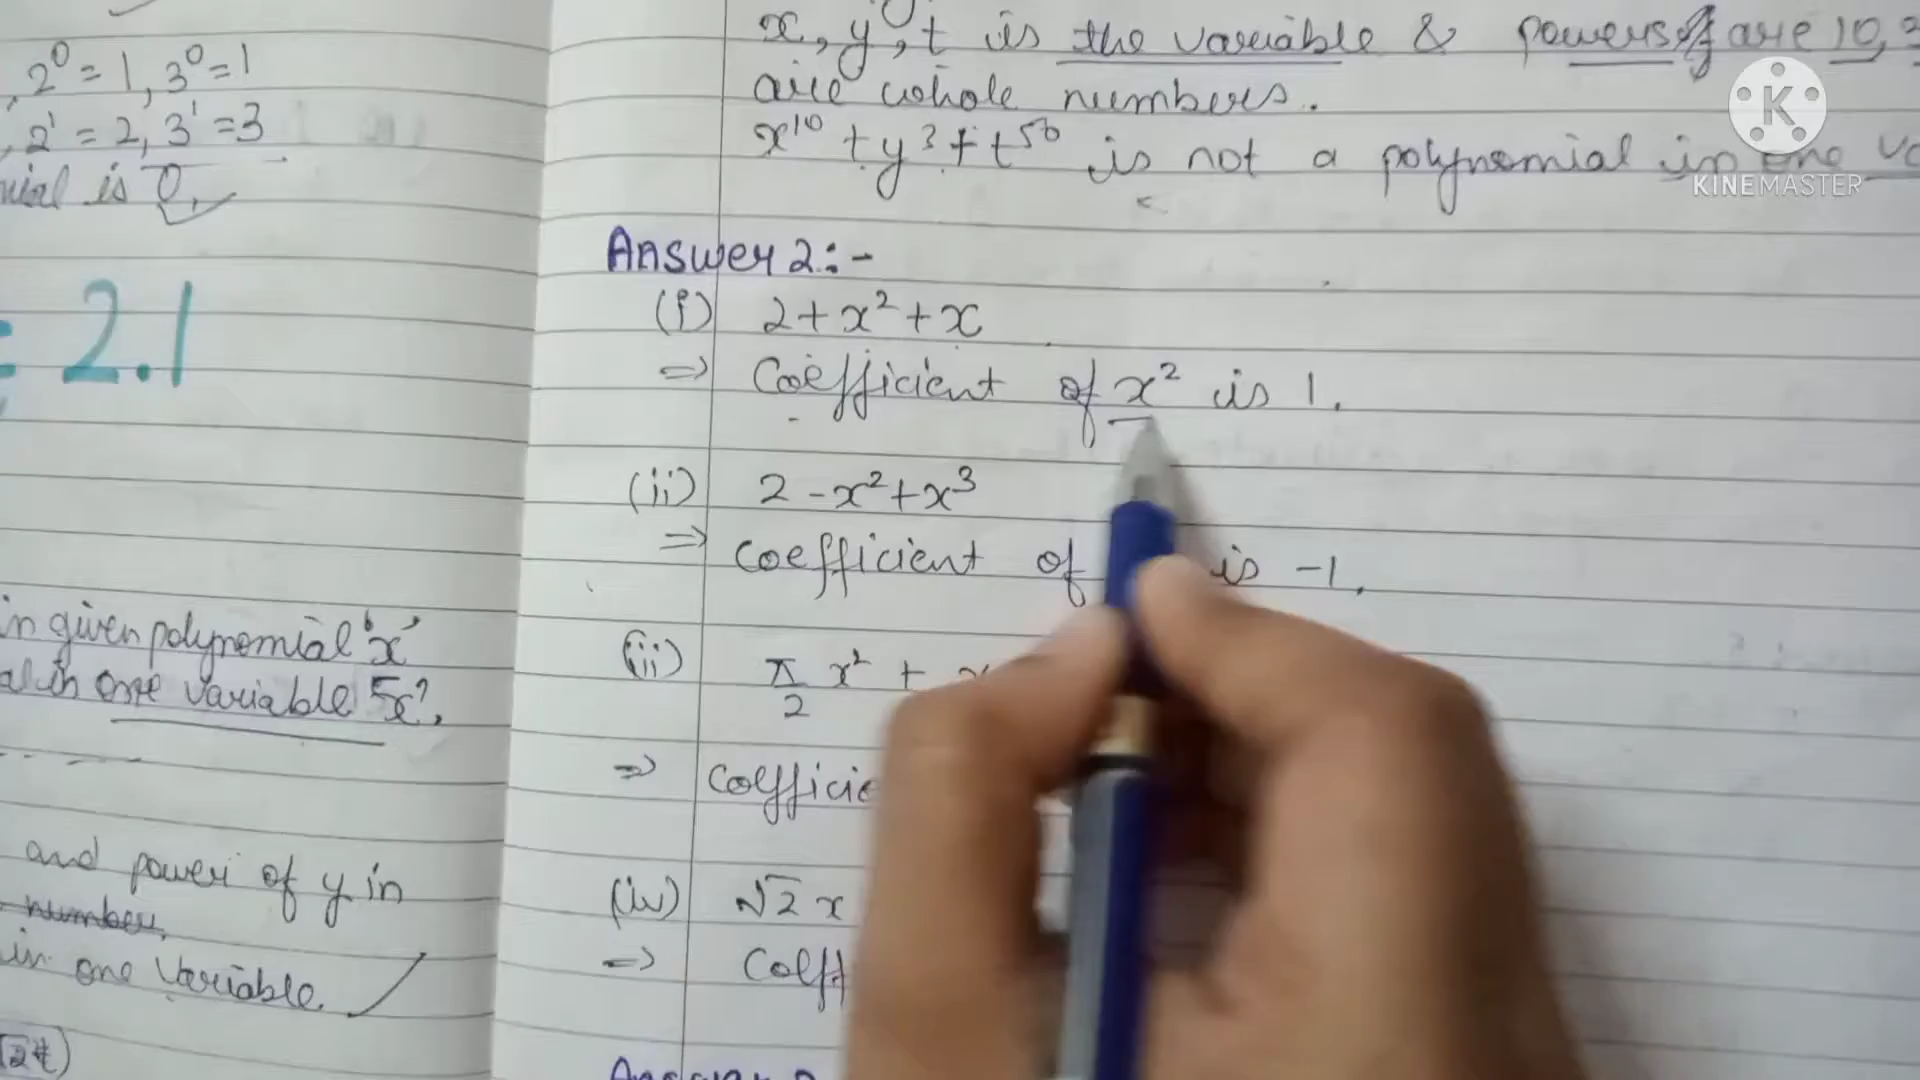 2⁰ = 1, 3⁰ = 1
, 2¹ = 2, 3¹ = 3
is 0.
= 2.1
in given polynomial 'x'
in one variable 'x'.
and power of y in
number,
in one variable.
x, y, t is the variable & powers of are 10, 3
are whole numbers.
x¹⁰ + y³ + t⁵⁰ is not a polynomial in one va
K
KINEMASTER
Answer 2:-
(i) 2 + x² + x
⇒ Coefficient of x² is 1.
(ii) 2 - x² + x³
⇒ coefficient of is -1.
(iii) π/2 x² + x
⇒ Coefficie
(iv) √2 x
⇒ Coeff